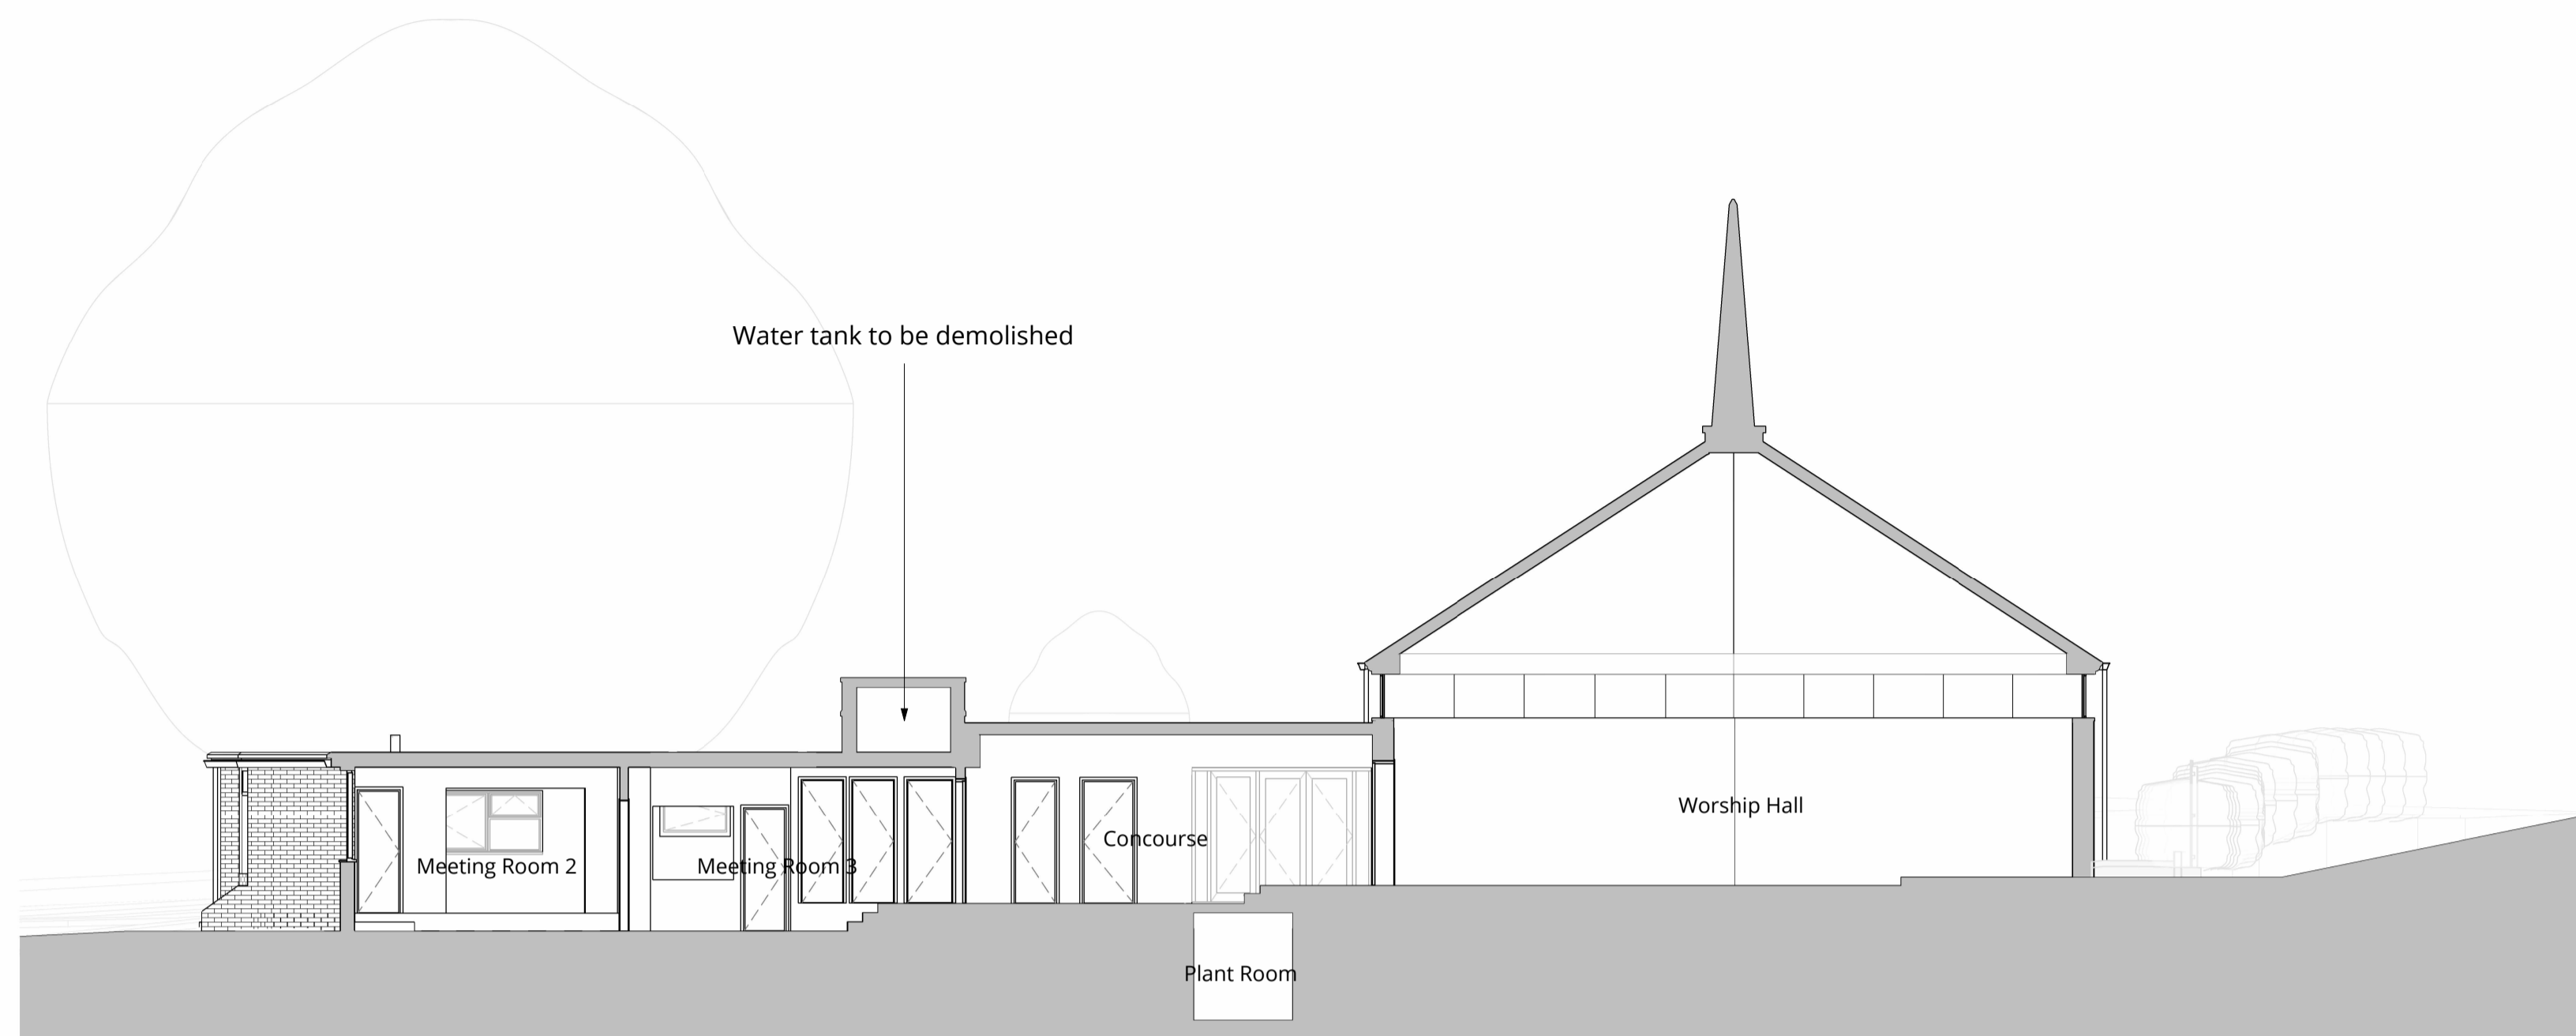 Water tank to be demolished
Worship Hall
Concourse
Meeting Room 2
Meeting Room 3
Plant Room